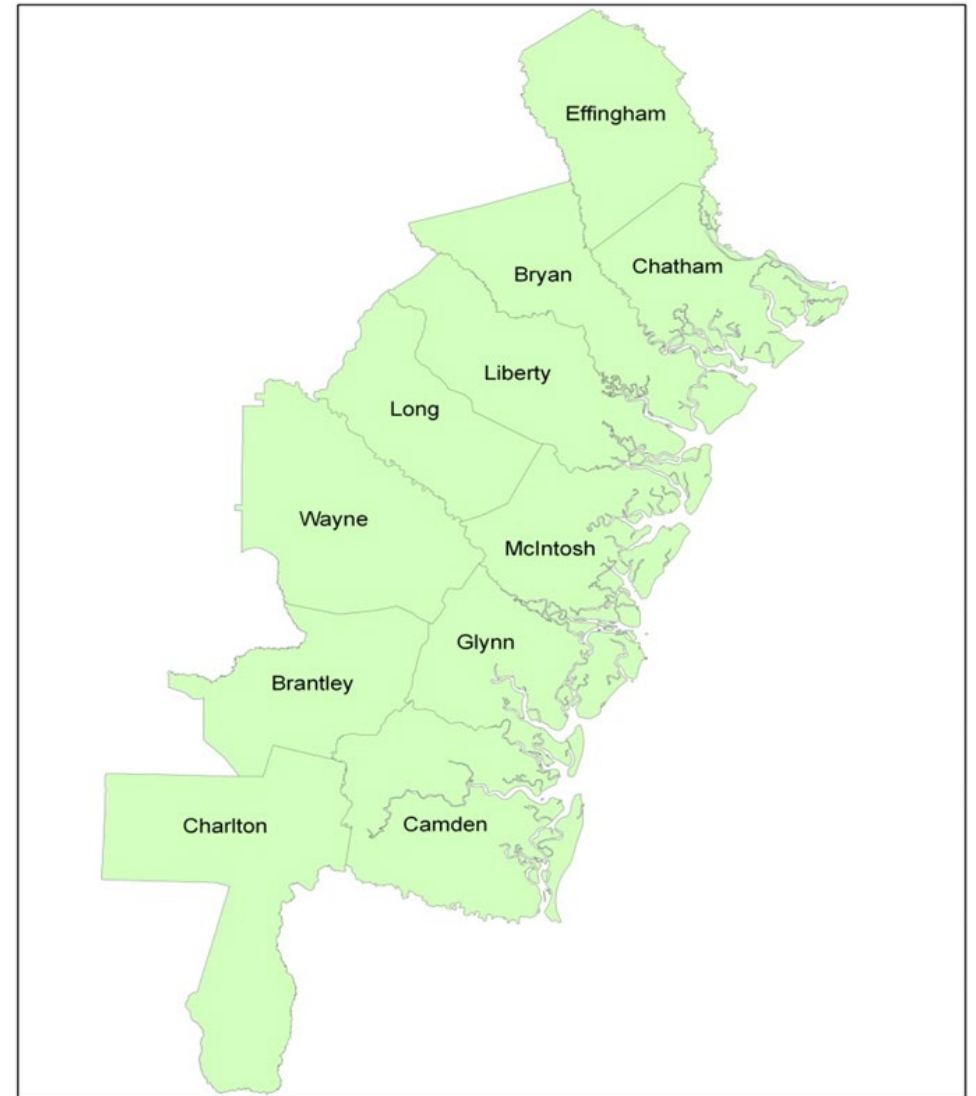 Effingham
Chatham
Bryan
Liberty
Long
Wayne
McIntosh
Glynn
Brantley
Charlton
Camden